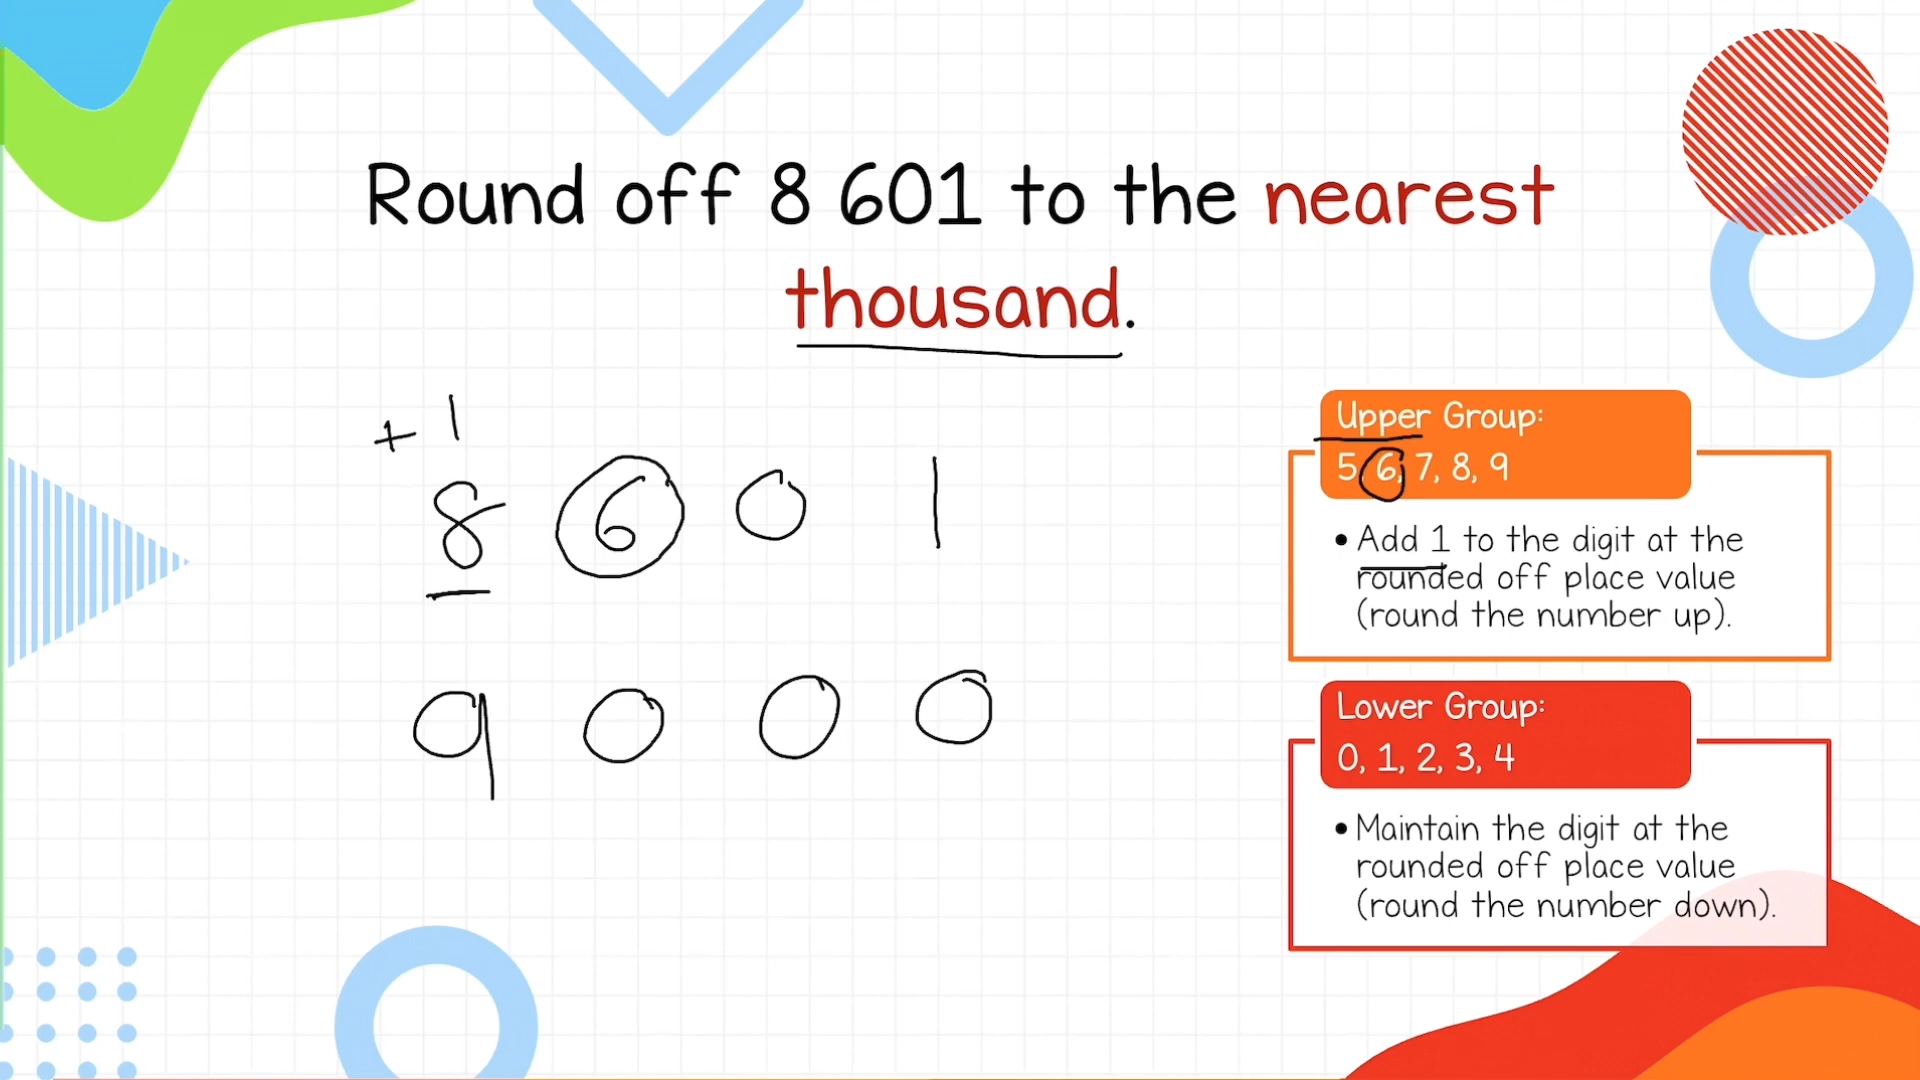 Round off 8 601 to the nearest
thousand.
+ 1
8 6 0 1
9 0 0 0
Upper Group:
5, 6, 7, 8, 9
• Add 1 to the digit at the
rounded off place value
(round the number up).
Lower Group:
0, 1, 2, 3, 4
• Maintain the digit at the
rounded off place value
(round the number down).